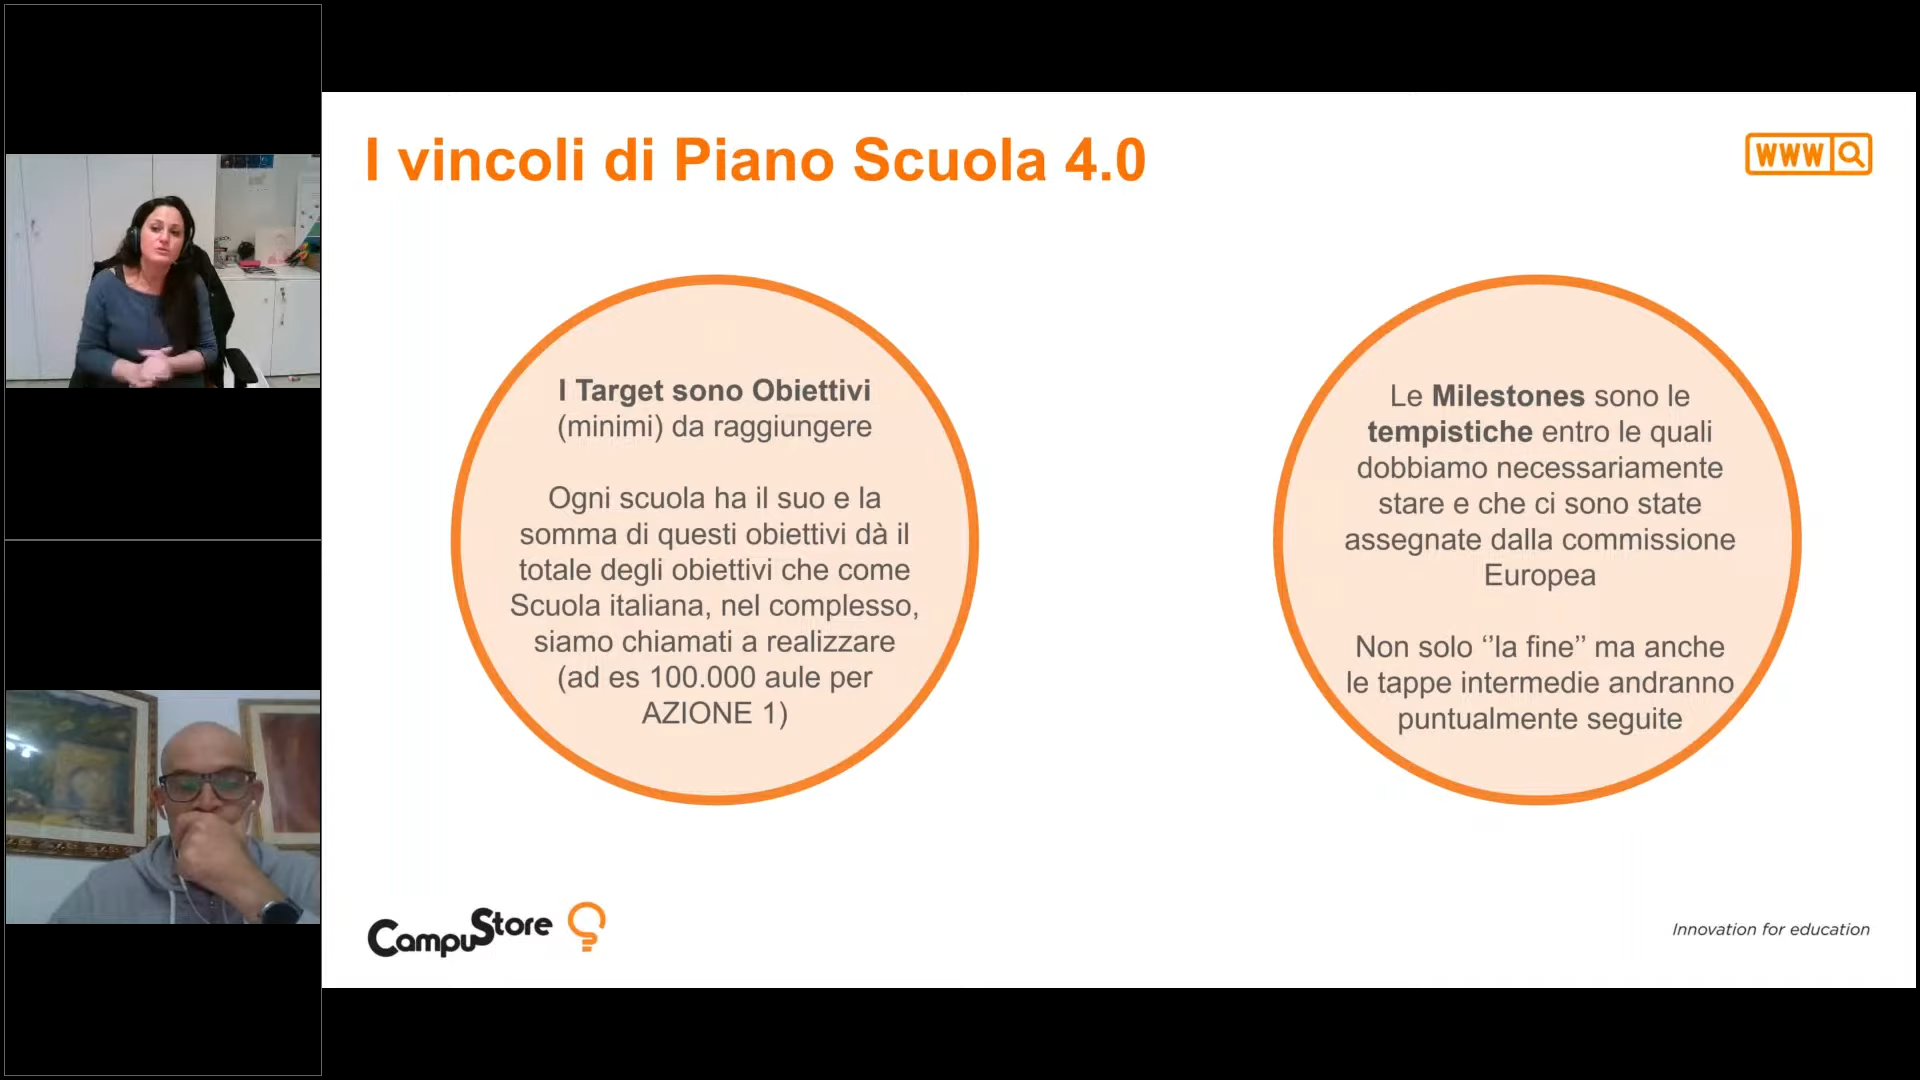 I vincoli di Piano Scuola 4.0
WWW
I Target sono Obiettivi
(minimi) da raggiungere
Ogni scuola ha il suo e la
somma di questi obiettivi dà il
totale degli obiettivi che come
Scuola italiana, nel complesso,
siamo chiamati a realizzare
(ad es 100.000 aule per
AZIONE 1)
Le Milestones sono le
tempistiche entro le quali
dobbiamo necessariamente
stare e che ci sono state
assegnate dalla commissione
Europea
Non solo ‘’la fine’’ ma anche
le tappe intermedie andranno
puntualmente seguite
CampuStore
Innovation for education